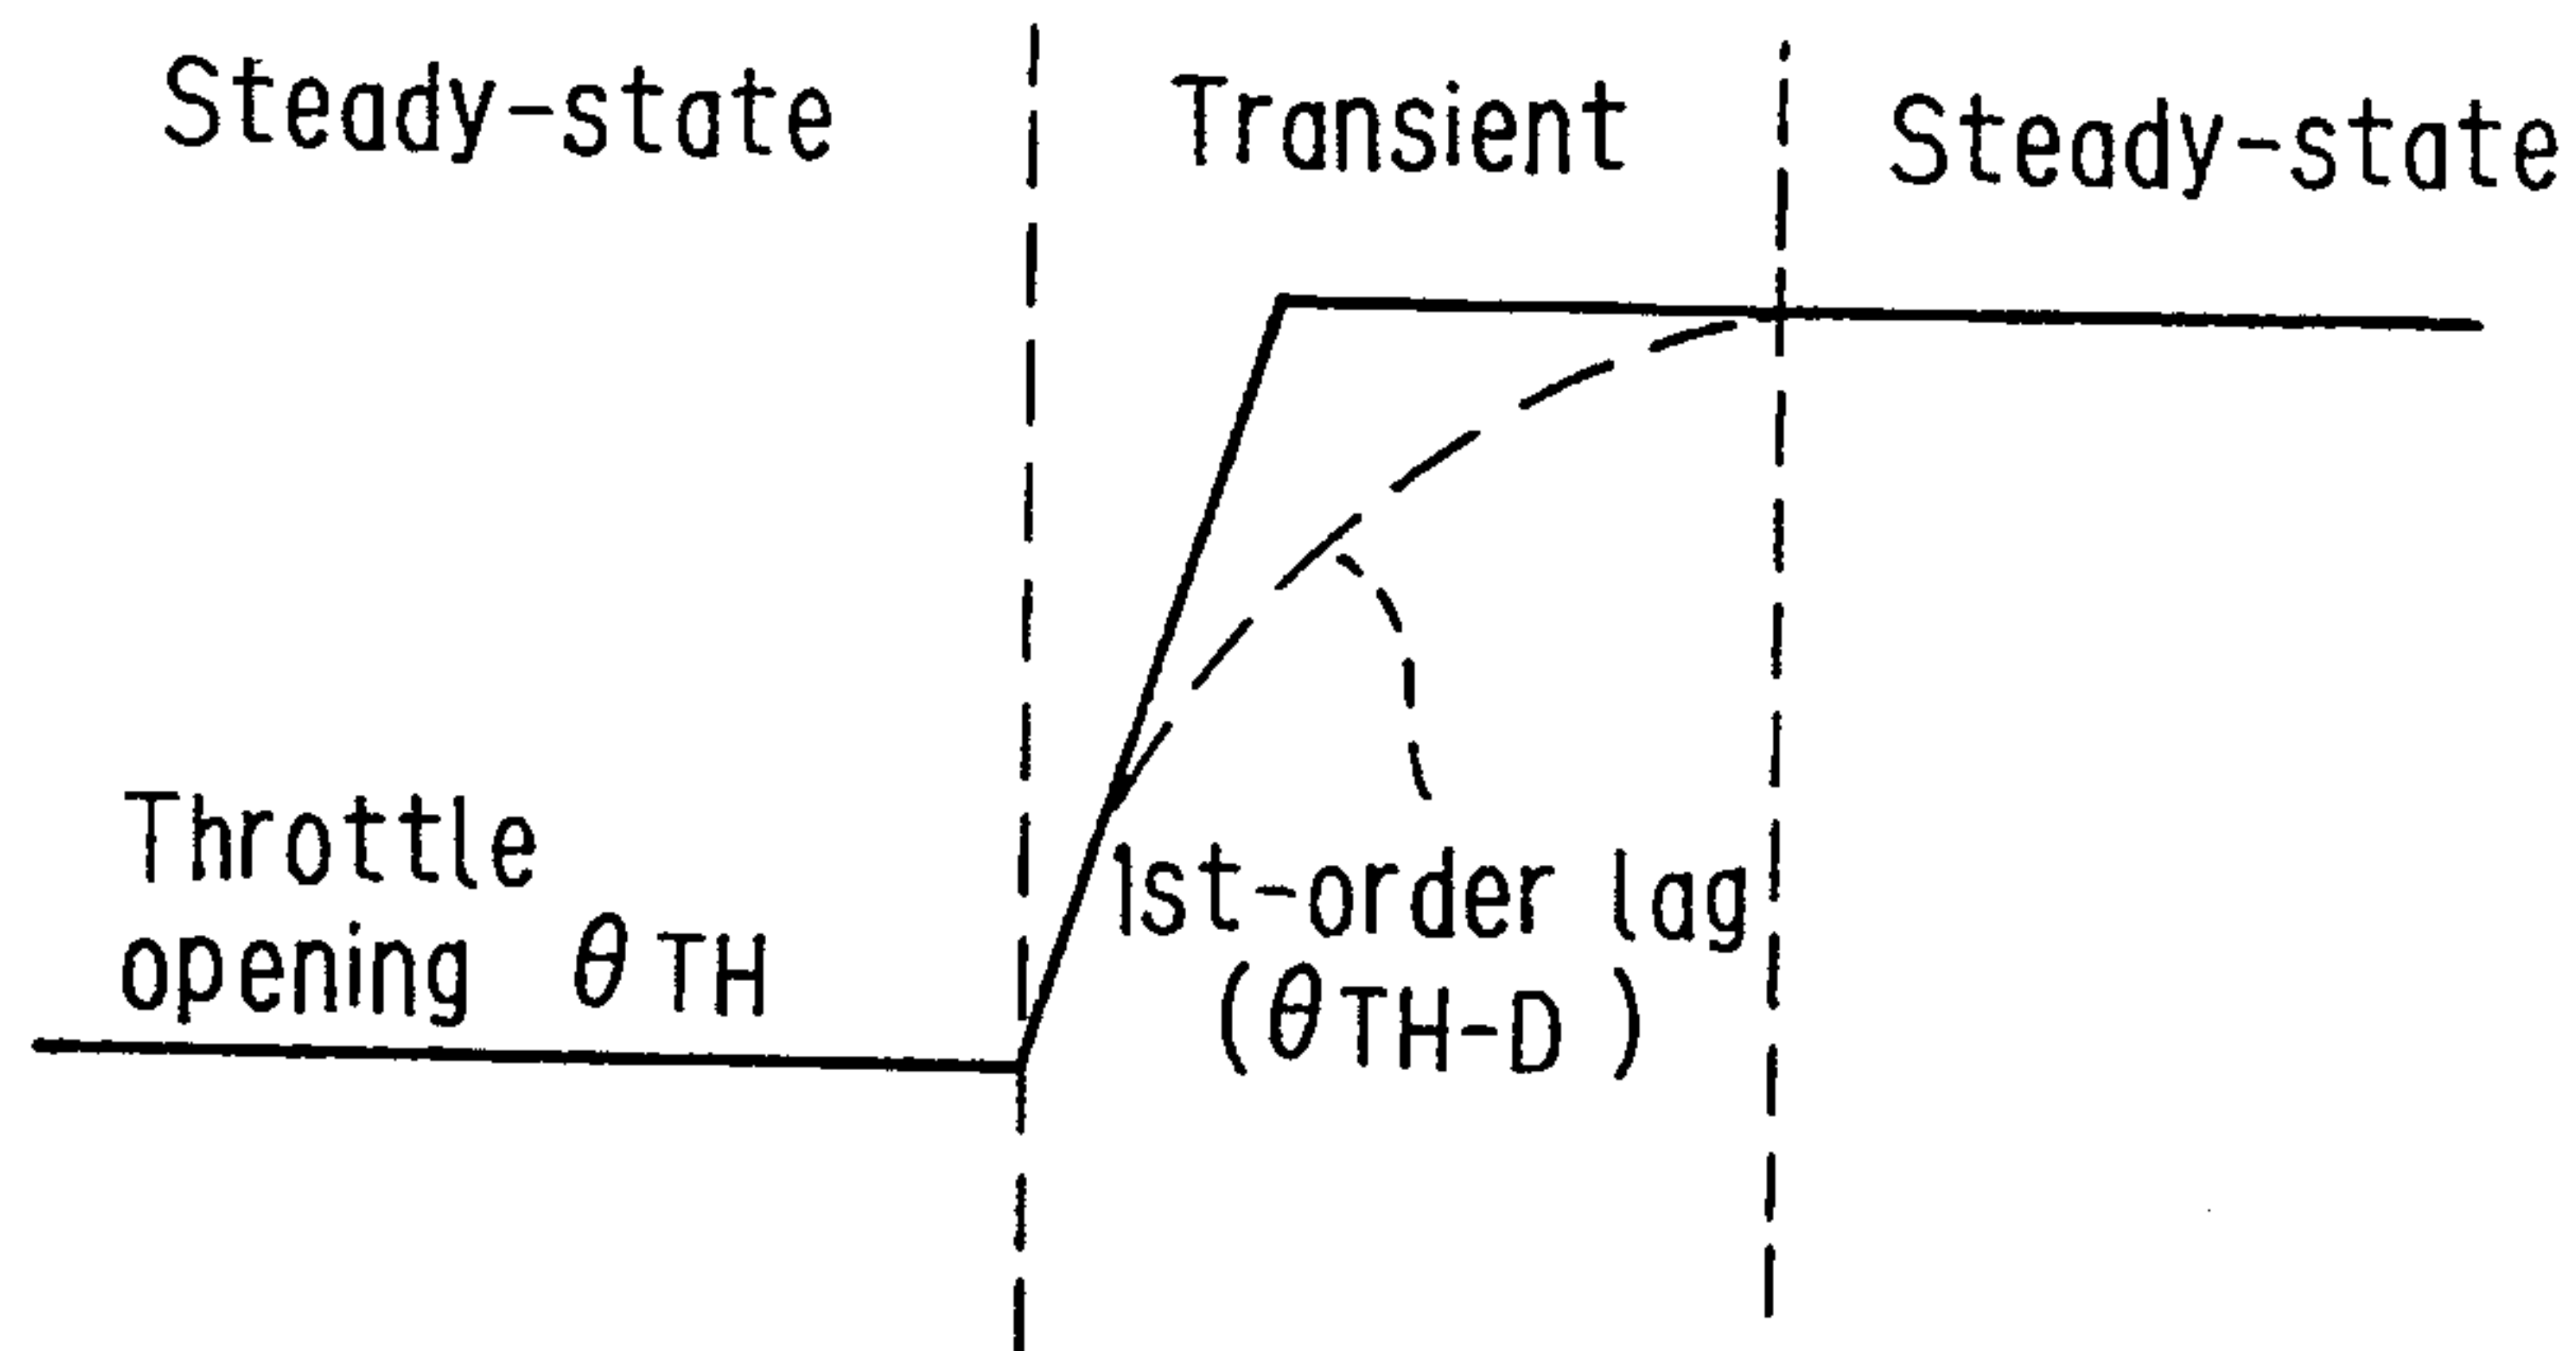 Steady-state
Transient
Steady-state
Throttle
opening θTH
1st-order lag
(θTH-D)